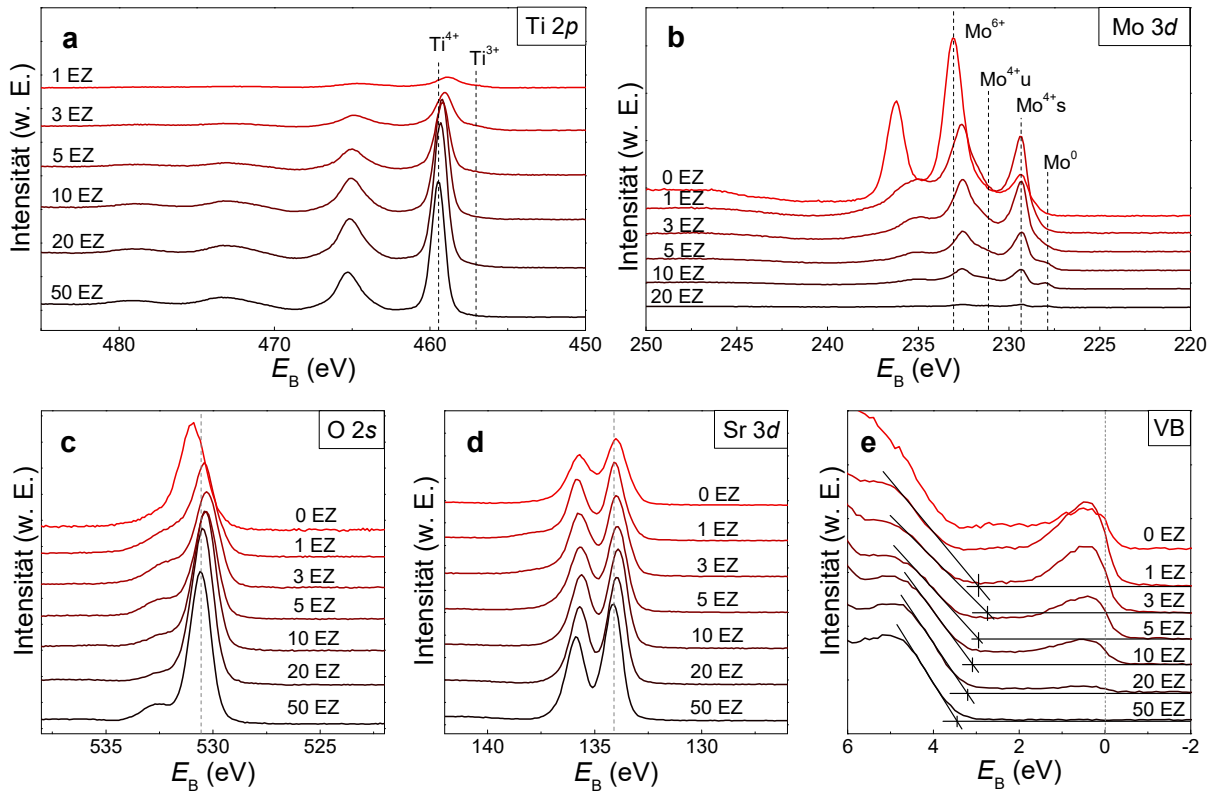 a
Ti 2p
Ti4+
Ti3+
1 EZ
3 EZ
5 EZ
10 EZ
20 EZ
50 EZ
Intensität (w. E.)
480
470
460
450
EB (eV)
b
Mo 3d
Mo6+
Mo4+u
Mo4+s
Mo0
0 EZ
1 EZ
3 EZ
5 EZ
10 EZ
20 EZ
Intensität (w. E.)
250
245
240
235
230
225
220
EB (eV)
c
O 2s
0 EZ
1 EZ
3 EZ
5 EZ
10 EZ
20 EZ
50 EZ
Intensität (w. E.)
535
530
525
EB (eV)
d
Sr 3d
0 EZ
1 EZ
3 EZ
5 EZ
10 EZ
20 EZ
50 EZ
Intensität (w. E.)
140
135
130
EB (eV)
e
VB
0 EZ
1 EZ
3 EZ
5 EZ
10 EZ
20 EZ
50 EZ
Intensität (w. E.)
6
4
2
0
-2
EB (eV)